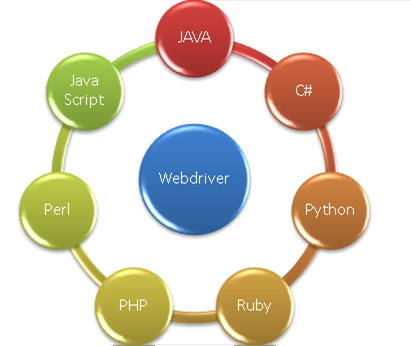 JAVA
C#
Python
Ruby
PHP
Perl
Java
Script
Webdriver